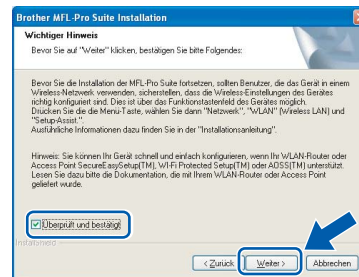 Brother MFL-Pro Suite Installation
Wichtiger Hinweis
Bevor Sie auf "Weiter" klicken, bestätigen Sie bitte Folgendes:
Bevor Sie die Installation der MFL-Pro Suite fortsetzen, sollten Benutzer, die das Gerät in einem
Wireless-Netzwerk verwenden, sicherstellen, dass die Wireless-Einstellungen des Gerätes
richtig konfiguriert sind. Dies ist über das Funktionstastenfeld des Gerätes möglich.
Drücken Sie die Menü-Taste, wählen Sie dann "Netzwerk", "WLAN" (Wireless LAN) und
"Setup-Assist.".
Ausführliche Informationen dazu finden Sie in der "Installationsanleitung".
Hinweis: Sie können Ihr Gerät schnell und einfach konfigurieren, wenn Ihr WLAN-Router oder
Access Point SecureEasySetup(TM), Wi-Fi Protected Setup(TM) oder AOSS(TM) unterstützt.
Lesen Sie dazu bitte die Dokumentation, die mit Ihrem WLAN-Router oder Access Point
geliefert wurde.
Überprüft und bestätigt
InstallShield
< Zurück
Weiter >
Abbrechen